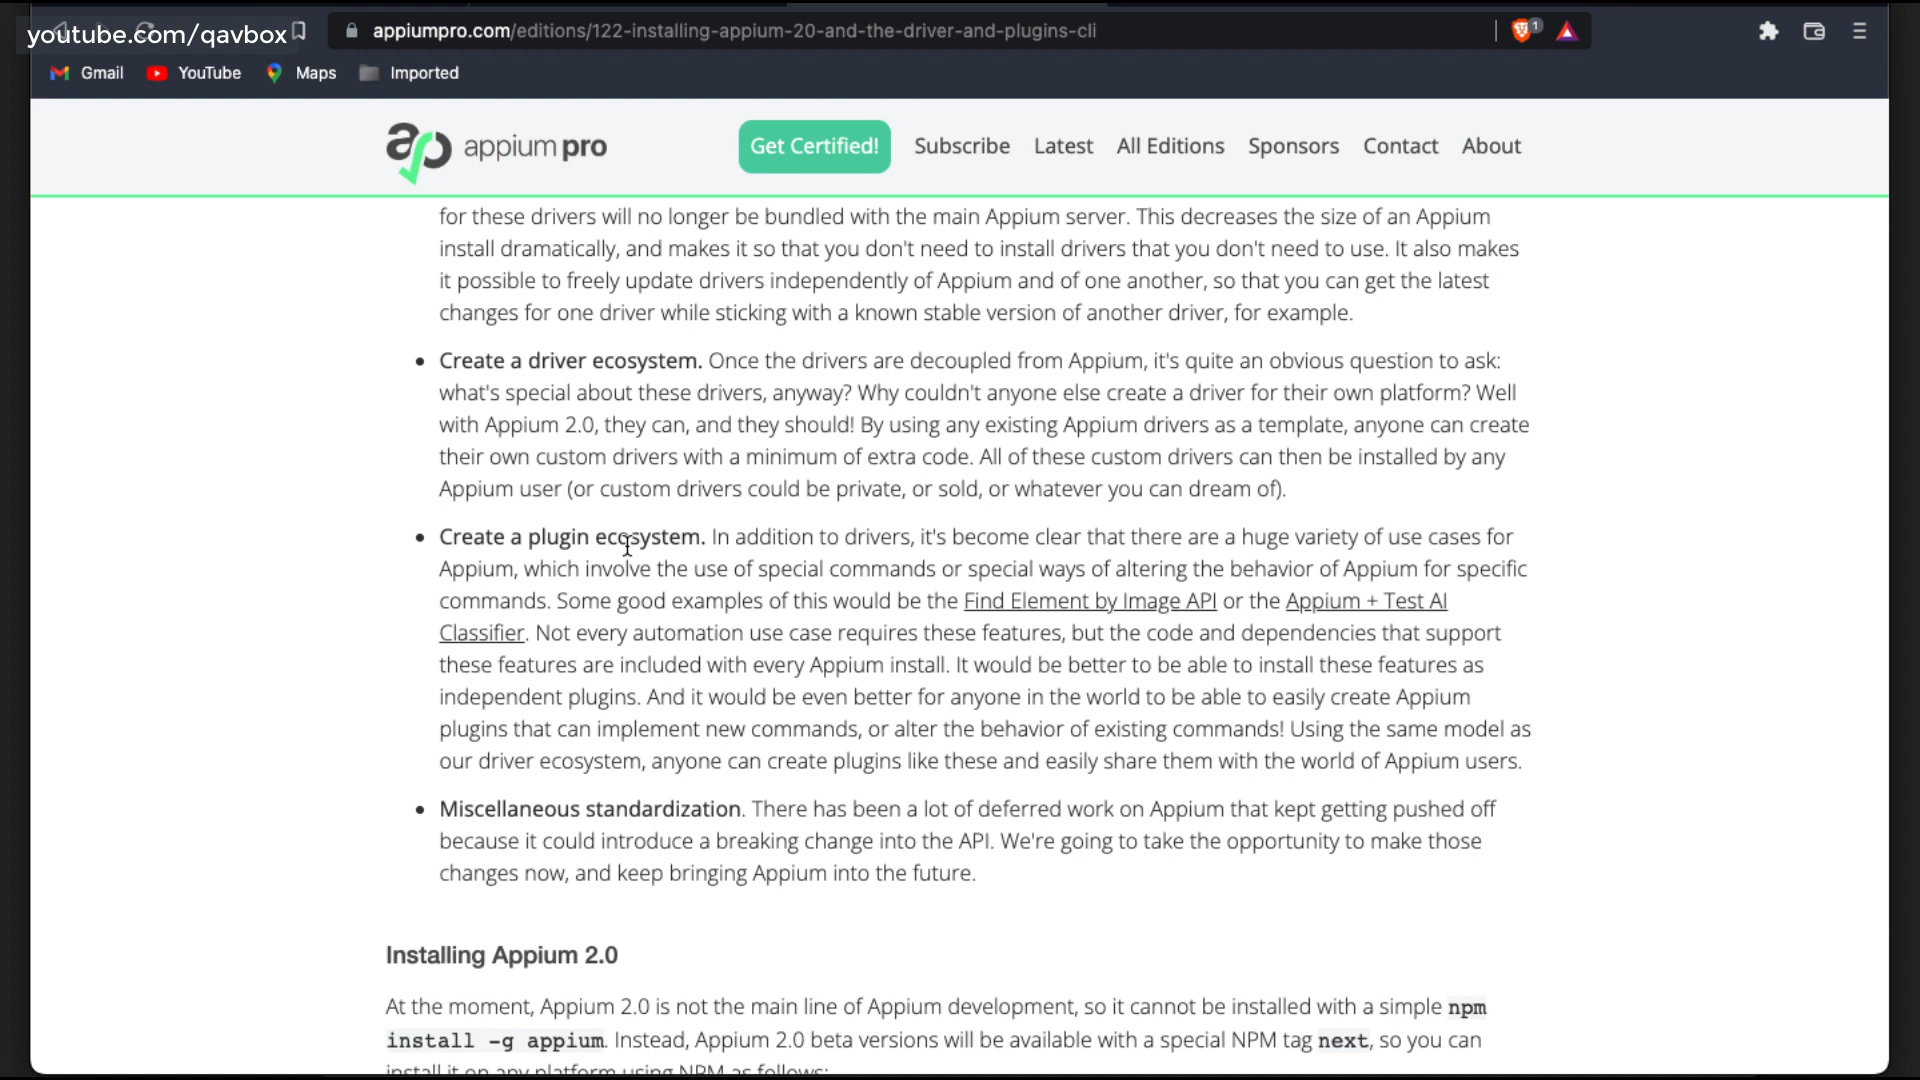 youtube.com/qavbox
appiumpro.com/editions/122-installing-appium-20-and-the-driver-and-plugins-cli
1
Gmail YouTube Maps Imported
appium pro
Get Certified! Subscribe Latest All Editions Sponsors Contact About
for these drivers will no longer be bundled with the main Appium server. This decreases the size of an Appium
install dramatically, and makes it so that you don't need to install drivers that you don't need to use. It also makes
it possible to freely update drivers independently of Appium and of one another, so that you can get the latest
changes for one driver while sticking with a known stable version of another driver, for example.
• Create a driver ecosystem. Once the drivers are decoupled from Appium, it's quite an obvious question to ask:
what's special about these drivers, anyway? Why couldn't anyone else create a driver for their own platform? Well
with Appium 2.0, they can, and they should! By using any existing Appium drivers as a template, anyone can create
their own custom drivers with a minimum of extra code. All of these custom drivers can then be installed by any
Appium user (or custom drivers could be private, or sold, or whatever you can dream of).
• Create a plugin ecosystem. In addition to drivers, it's become clear that there are a huge variety of use cases for
Appium, which involve the use of special commands or special ways of altering the behavior of Appium for specific
commands. Some good examples of this would be the Find Element by Image API or the Appium + Test AI
Classifier. Not every automation use case requires these features, but the code and dependencies that support
these features are included with every Appium install. It would be better to be able to install these features as
independent plugins. And it would be even better for anyone in the world to be able to easily create Appium
plugins that can implement new commands, or alter the behavior of existing commands! Using the same model as
our driver ecosystem, anyone can create plugins like these and easily share them with the world of Appium users.
• Miscellaneous standardization. There has been a lot of deferred work on Appium that kept getting pushed off
because it could introduce a breaking change into the API. We're going to take the opportunity to make those
changes now, and keep bringing Appium into the future.
Installing Appium 2.0
At the moment, Appium 2.0 is not the main line of Appium development, so it cannot be installed with a simple npm
install -g appium. Instead, Appium 2.0 beta versions will be available with a special NPM tag next, so you can
install it on any platform using NPM as follows: